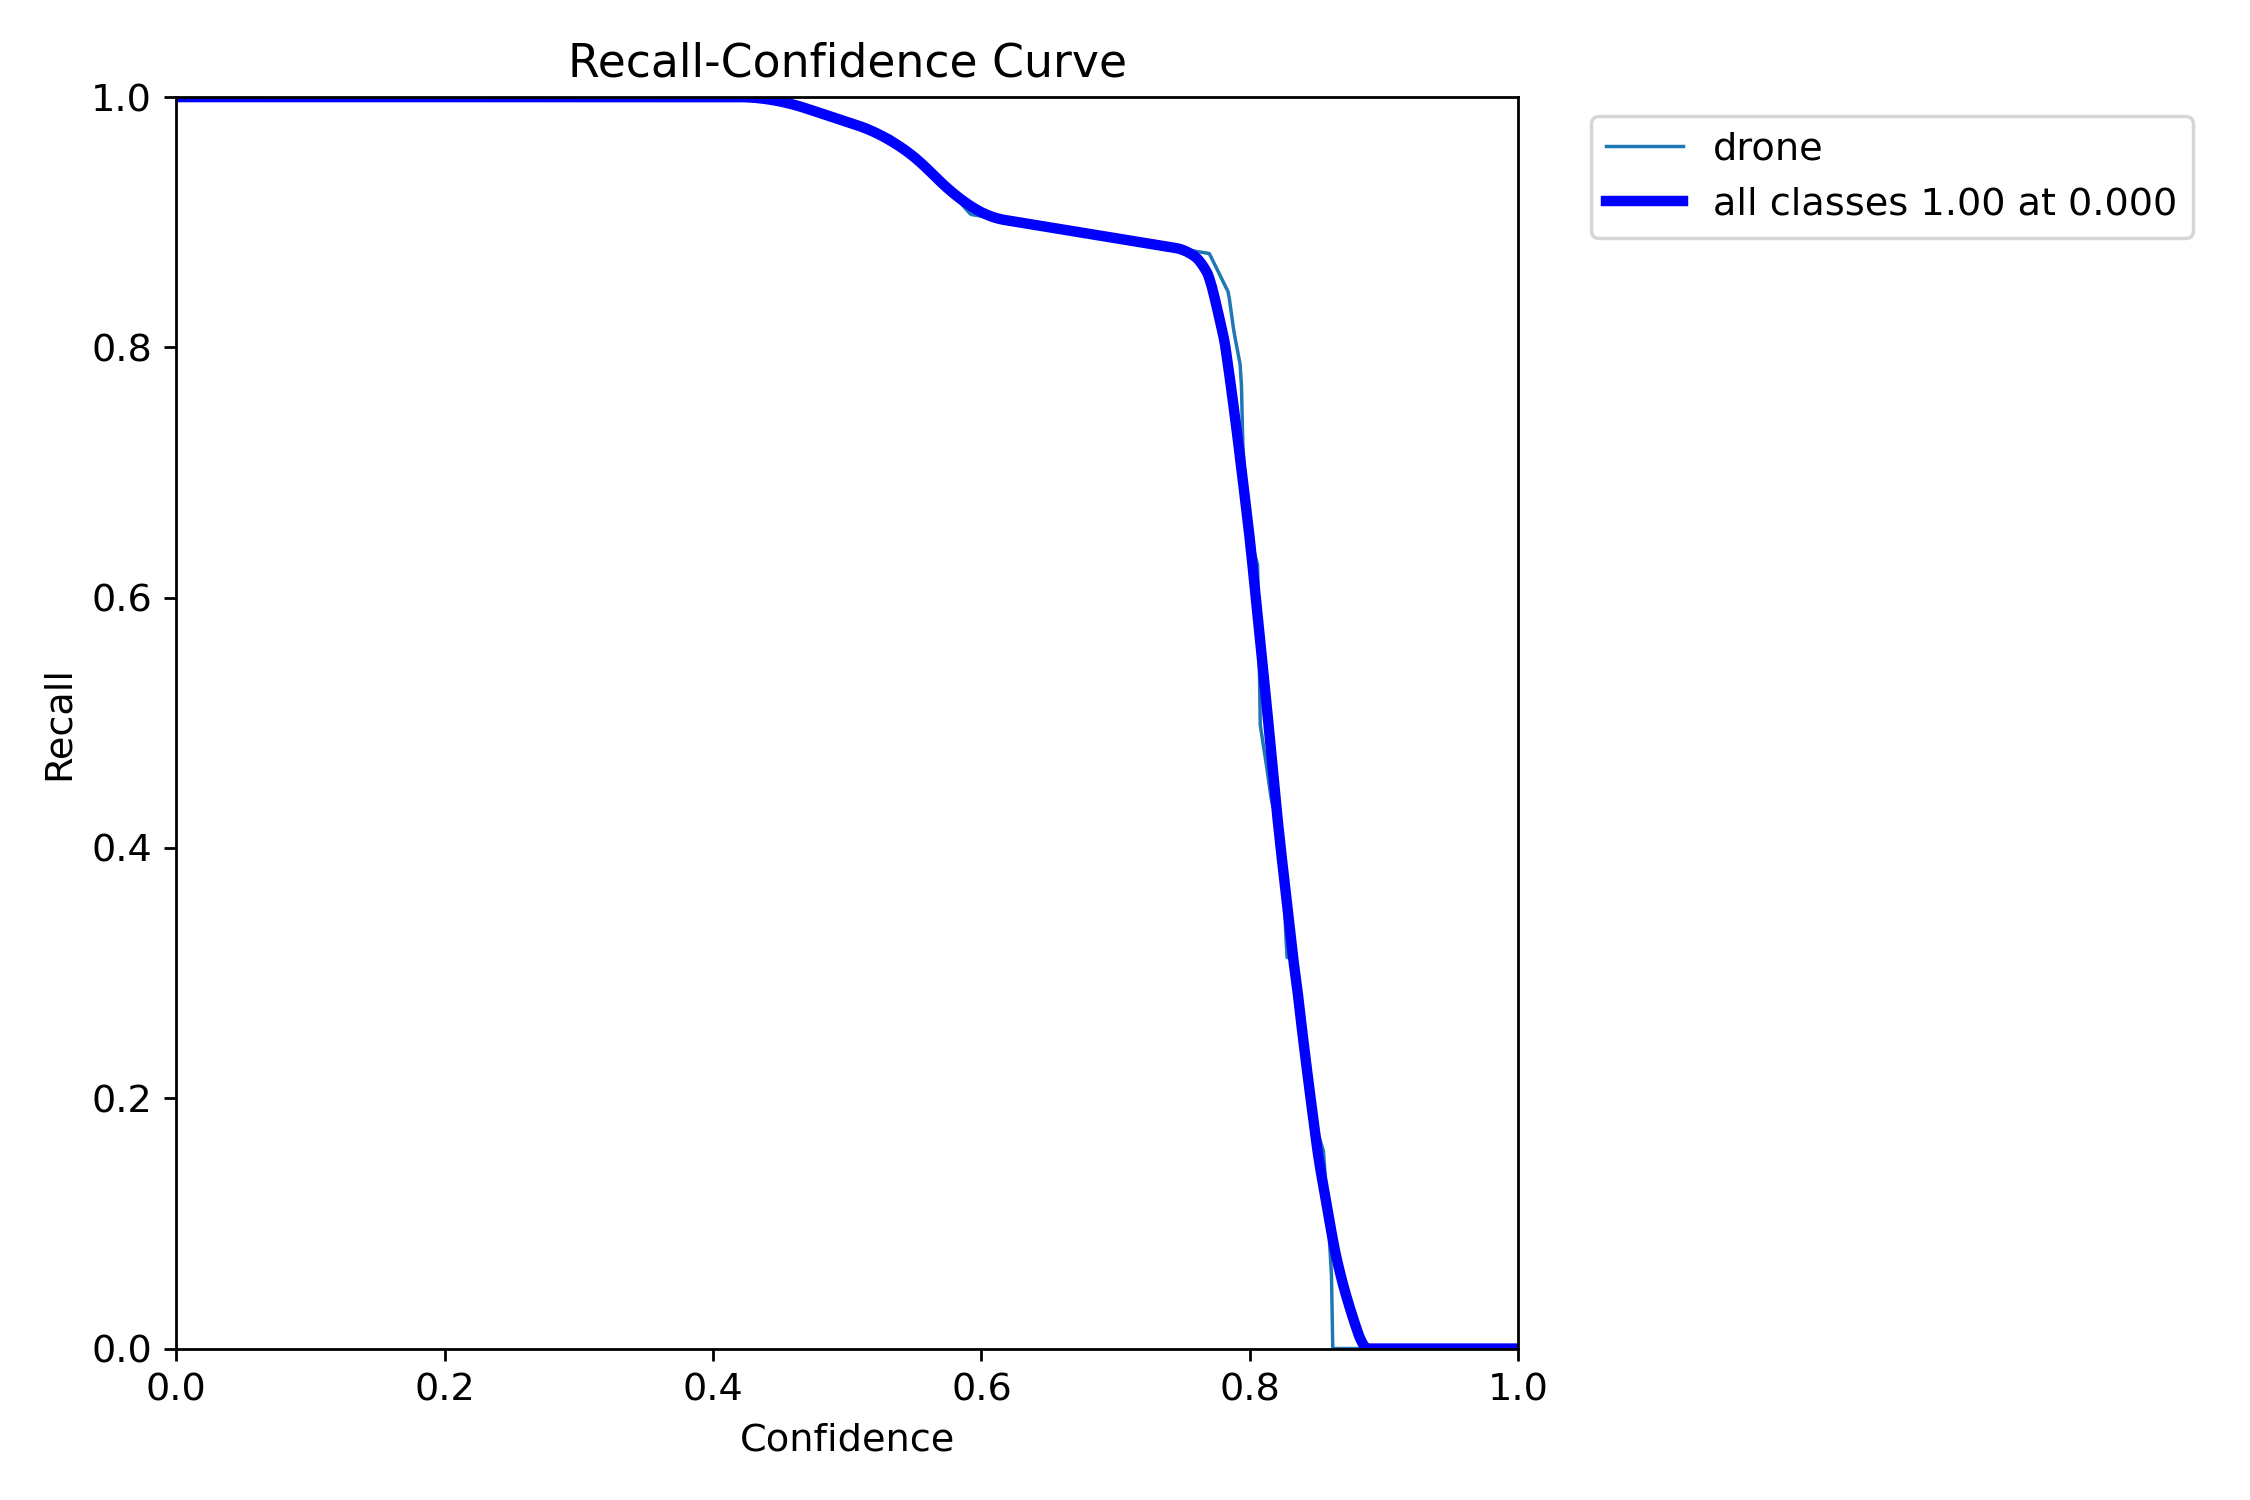 Recall-Confidence Curve
drone
all classes 1.00 at 0.000
1.0
0.8
0.6
0.4
0.2
0.0
Recall
0.0 0.2 0.4 0.6 0.8 1.0
Confidence